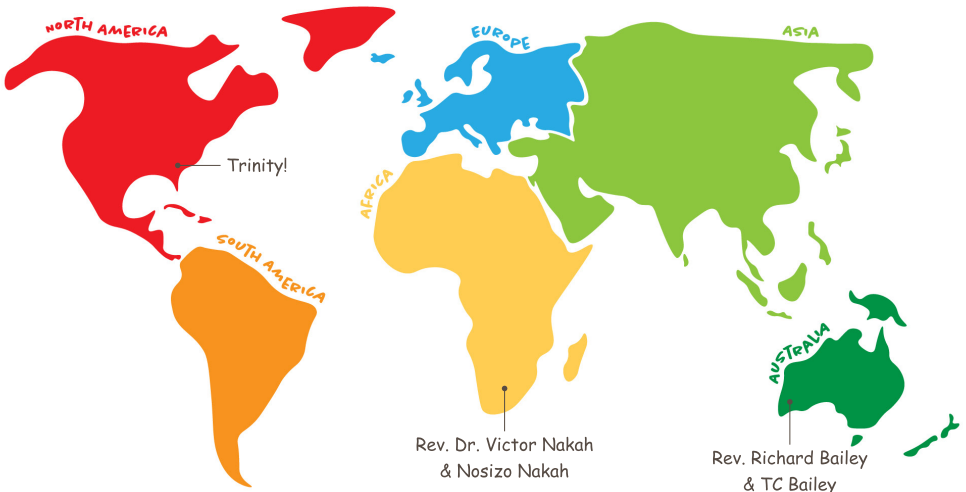 NORTH AMERICA
EUROPE
ASIA
Trinity!
AFRICA
SOUTH AMERICA
AUSTRALIA
Rev. Dr. Victor Nakah
& Nosizo Nakah
Rev. Richard Bailey
& TC Bailey